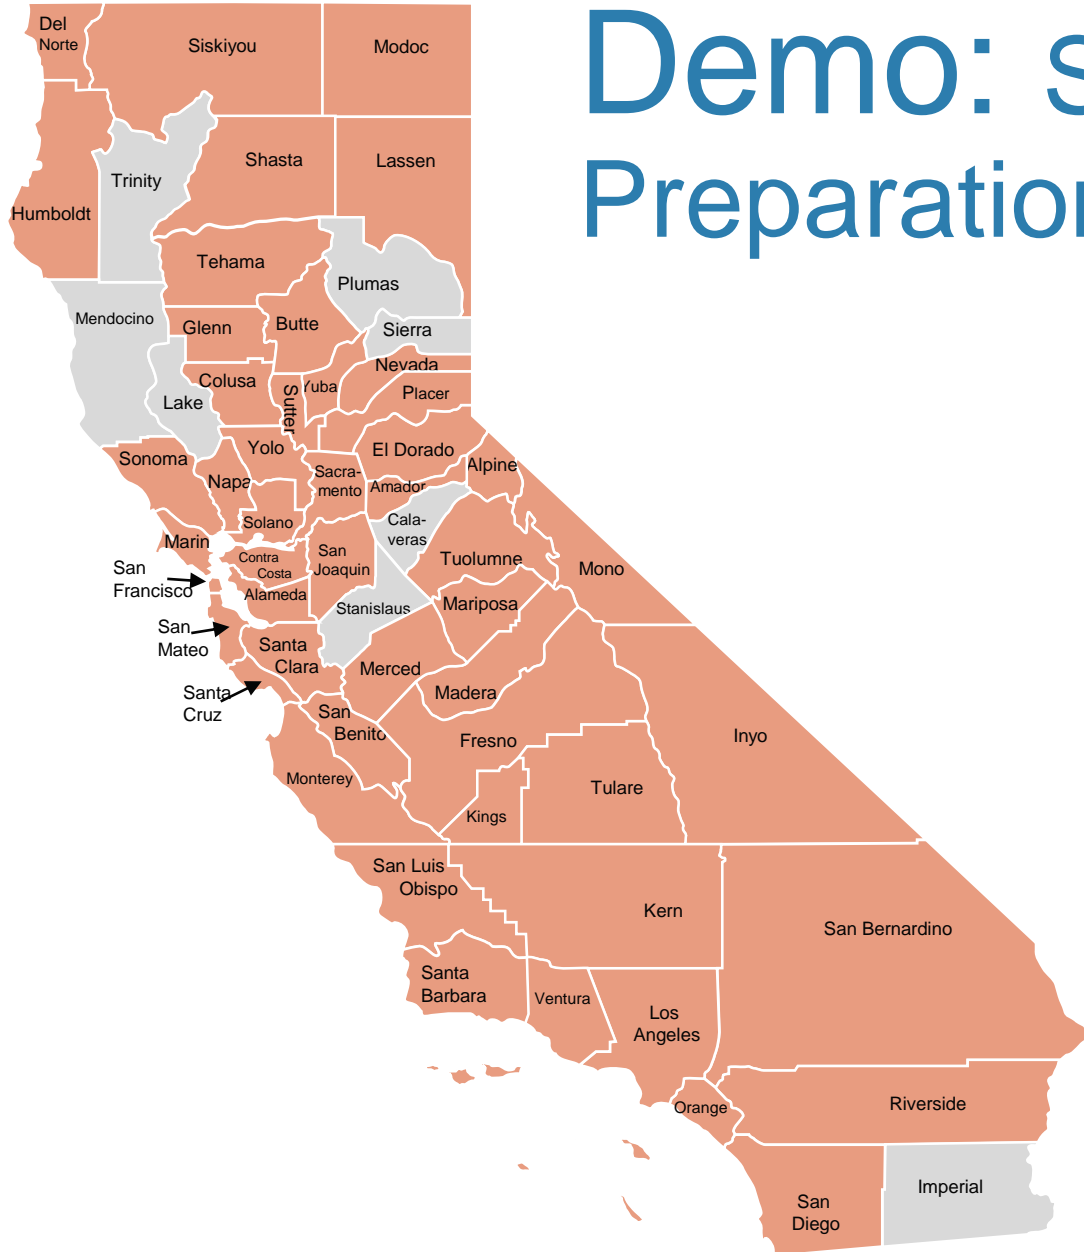 Demo: s
Preparation
Del
Norte
Siskiyou
Modoc
Trinity
Shasta
Lassen
Humboldt
Tehama
Plumas
Mendocino
Glenn
Butte
Sierra
Nevada
Colusa
Sutter
Yuba
Placer
Lake
Yolo
El Dorado
Sonoma
Alpine
Napa
Sacra-
mento
Amador
Solano
Cala-
veras
Marin
Contra
Costa
San
Joaquin
Tuolumne
Mono
San
Francisco
Alameda
Stanislaus
Mariposa
San
Mateo
Santa
Clara
Merced
Madera
Santa
Cruz
San
Benito
Fresno
Inyo
Monterey
Tulare
Kings
San Luis
Obispo
Kern
San Bernardino
Santa
Barbara
Ventura
Los
Angeles
Orange
Riverside
San
Diego
Imperial